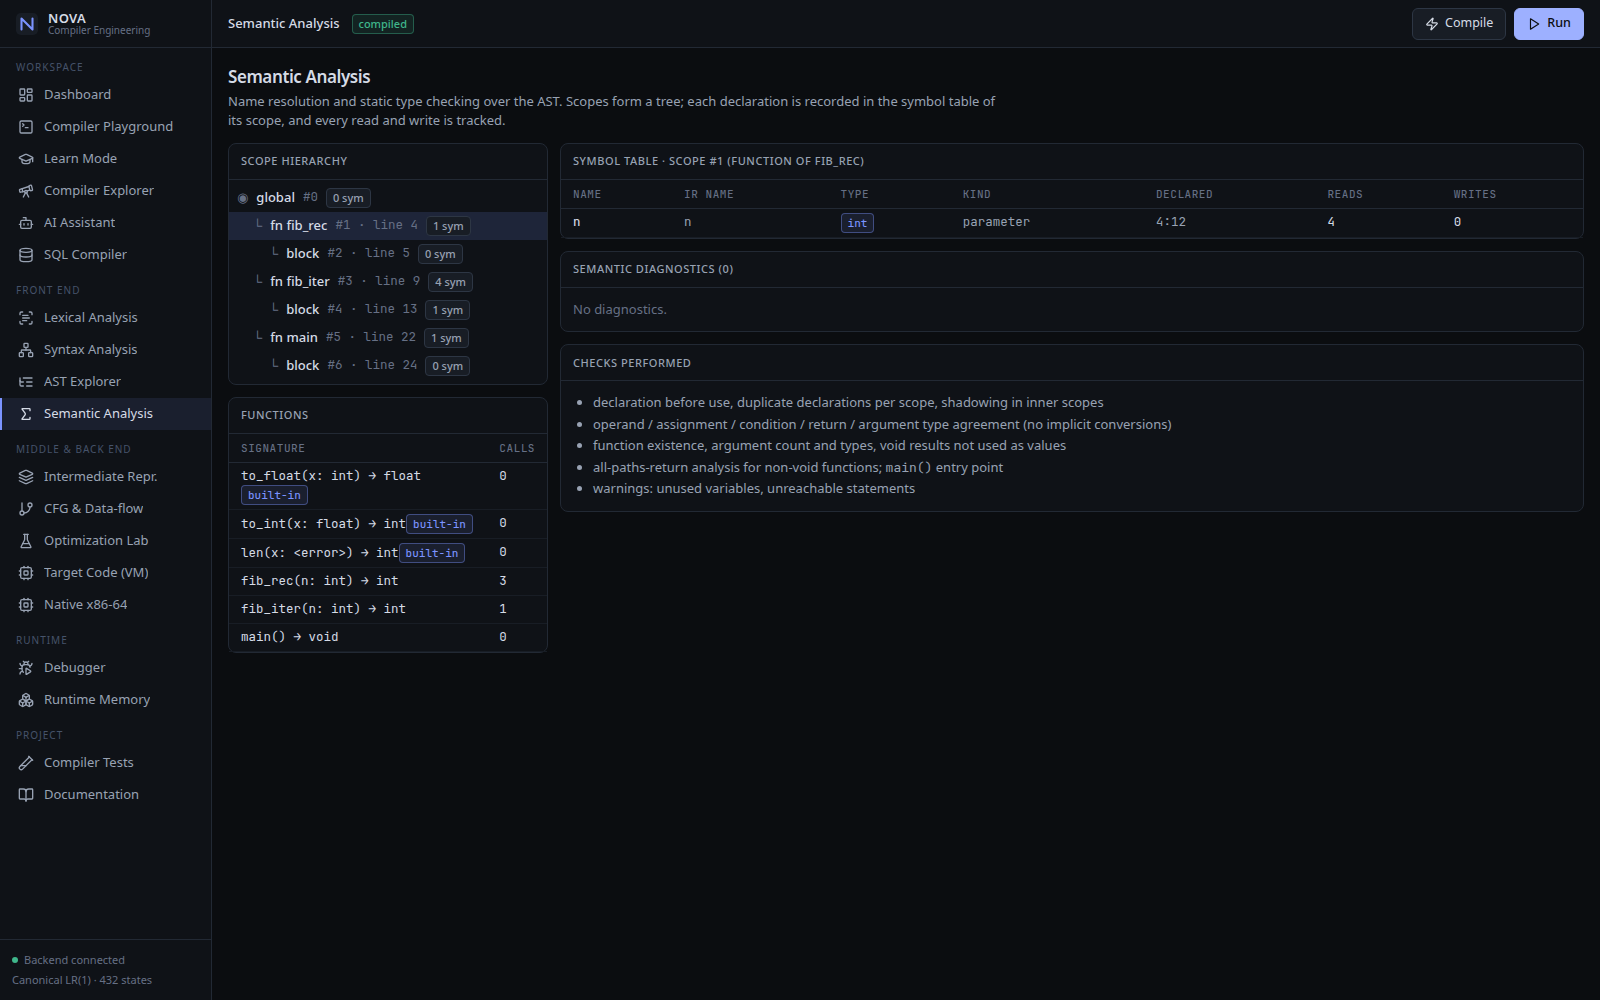 NOVA
Compiler Engineering
WORKSPACE
Dashboard
Compiler Playground
Learn Mode
Compiler Explorer
AI Assistant
SQL Compiler
FRONT END
Lexical Analysis
Syntax Analysis
AST Explorer
Semantic Analysis
MIDDLE & BACK END
Intermediate Repr.
CFG & Data-flow
Optimization Lab
Target Code (VM)
Native x86-64
RUNTIME
Debugger
Runtime Memory
PROJECT
Compiler Tests
Documentation
Backend connected
Canonical LR(1) · 432 states
Semantic Analysis compiled
Compile Run
Semantic Analysis
Name resolution and static type checking over the AST. Scopes form a tree; each declaration is recorded in the symbol table of
its scope, and every read and write is tracked.
SCOPE HIERARCHY
global #0 0 sym
fn fib_rec #1 · line 4 1 sym
block #2 · line 5 0 sym
fn fib_iter #3 · line 9 4 sym
block #4 · line 13 1 sym
fn main #5 · line 22 1 sym
block #6 · line 24 0 sym
FUNCTIONS
SIGNATURE CALLS
to_float(x: int) → float 0
built-in
to_int(x: float) → int built-in 0
len(x: <error>) → int built-in 0
fib_rec(n: int) → int 3
fib_iter(n: int) → int 1
main() → void 0
SYMBOL TABLE · SCOPE #1 (FUNCTION OF FIB_REC)
NAME IR NAME TYPE KIND DECLARED READS WRITES
n n int parameter 4:12 4 0
SEMANTIC DIAGNOSTICS (0)
No diagnostics.
CHECKS PERFORMED
• declaration before use, duplicate declarations per scope, shadowing in inner scopes
• operand / assignment / condition / return / argument type agreement (no implicit conversions)
• function existence, argument count and types, void results not used as values
• all-paths-return analysis for non-void functions; main() entry point
• warnings: unused variables, unreachable statements